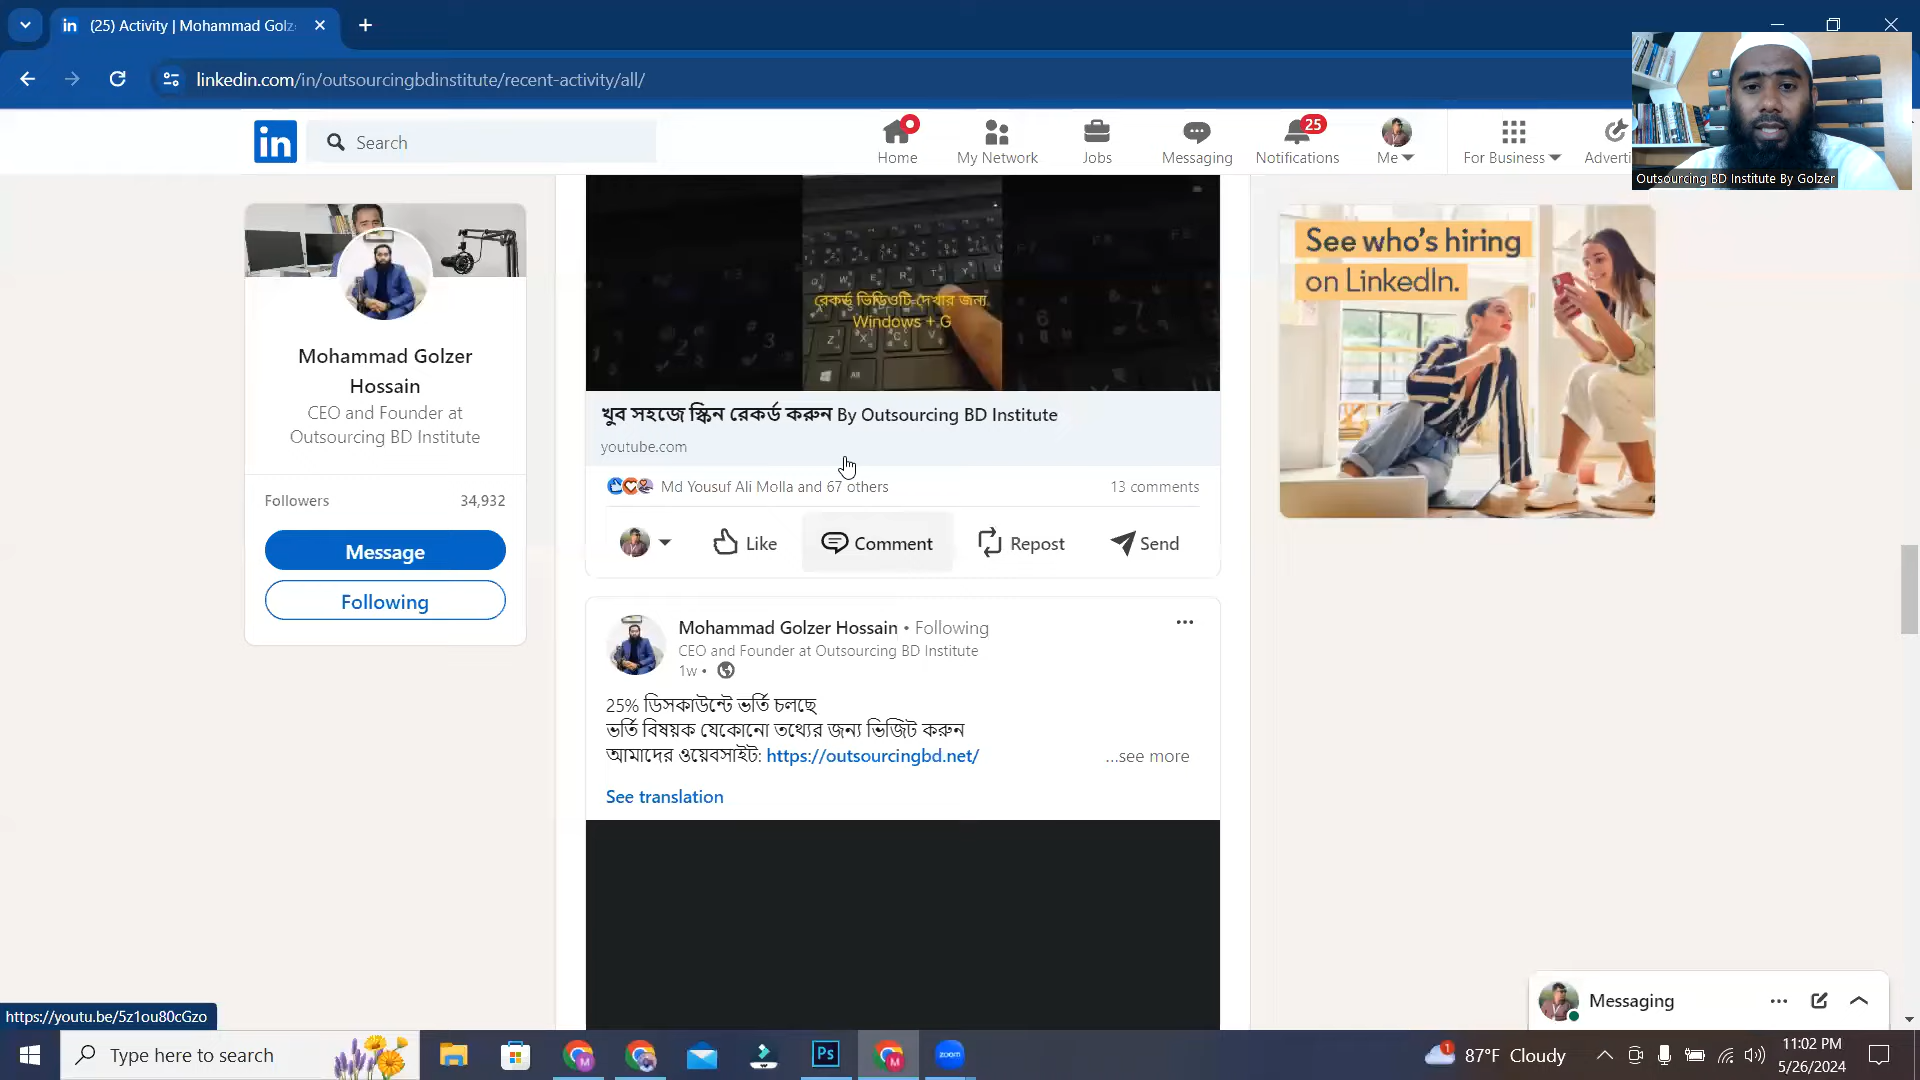 (25) Activity | Mohammad Golz
linkedin.com/in/outsourcingbdinstitute/recent-activity/all/
Outsourcing BD Institute By Golzer
in
Search
Home
My Network
Jobs
Messaging
25
Notifications
Me
For Business
Adverti
Mohammad Golzer
Hossain
CEO and Founder at
Outsourcing BD Institute
Followers 34,932
Message
Following
রেকর্ড ভিডিওটি দেখার জন্য
Windows + G
খুব সহজে স্ক্রিন রেকর্ড করুন By Outsourcing BD Institute
youtube.com
Md Yousuf Ali Molla and 67 others
13 comments
Like
Comment
Repost
Send
Mohammad Golzer Hossain • Following
CEO and Founder at Outsourcing BD Institute
1w •
25% ডিসকাউন্টে ভর্তি চলছে
ভর্তি বিষয়ক যেকোনো তথ্যের জন্য ভিজিট করুন
আমাদের ওয়েবসাইট: https://outsourcingbd.net/
...see more
See translation
See who's hiring
on LinkedIn.
Messaging
https://youtu.be/5z1ou80cGzo
Type here to search
Ps
zoom
1
87°F Cloudy
11:02 PM
5/26/2024